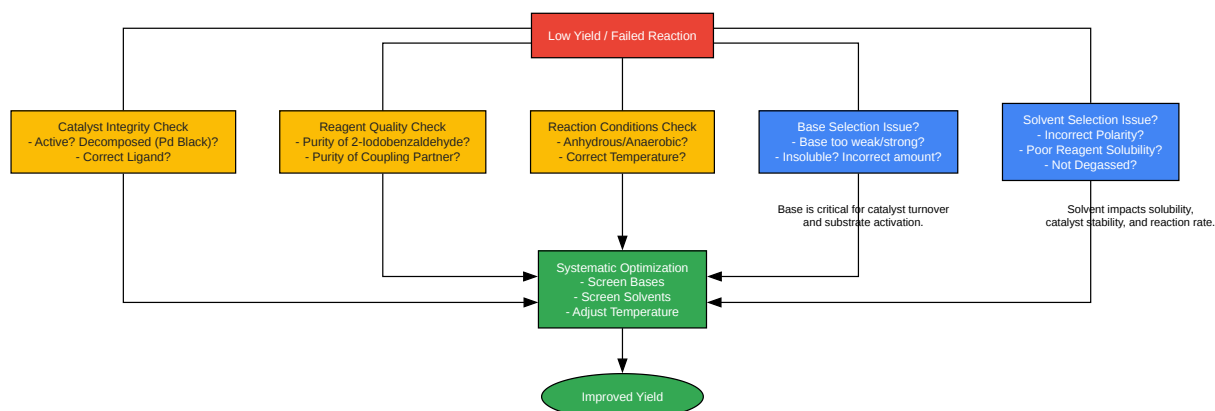 Low Yield / Failed Reaction
Catalyst Integrity Check
- Active? Decomposed (Pd Black)?
- Correct Ligand?
Reagent Quality Check
- Purity of 2-Iodobenzaldehyde?
- Purity of Coupling Partner?
Reaction Conditions Check
- Anhydrous/Anaerobic?
- Correct Temperature?
Base Selection Issue?
- Base too weak/strong?
- Insoluble? Incorrect amount?
Solvent Selection Issue?
- Incorrect Polarity?
- Poor Reagent Solubility?
- Not Degassed?
Base is critical for catalyst turnover
and substrate activation.
Solvent impacts solubility,
catalyst stability, and reaction rate.
Systematic Optimization
- Screen Bases
- Screen Solvents
- Adjust Temperature
Improved Yield